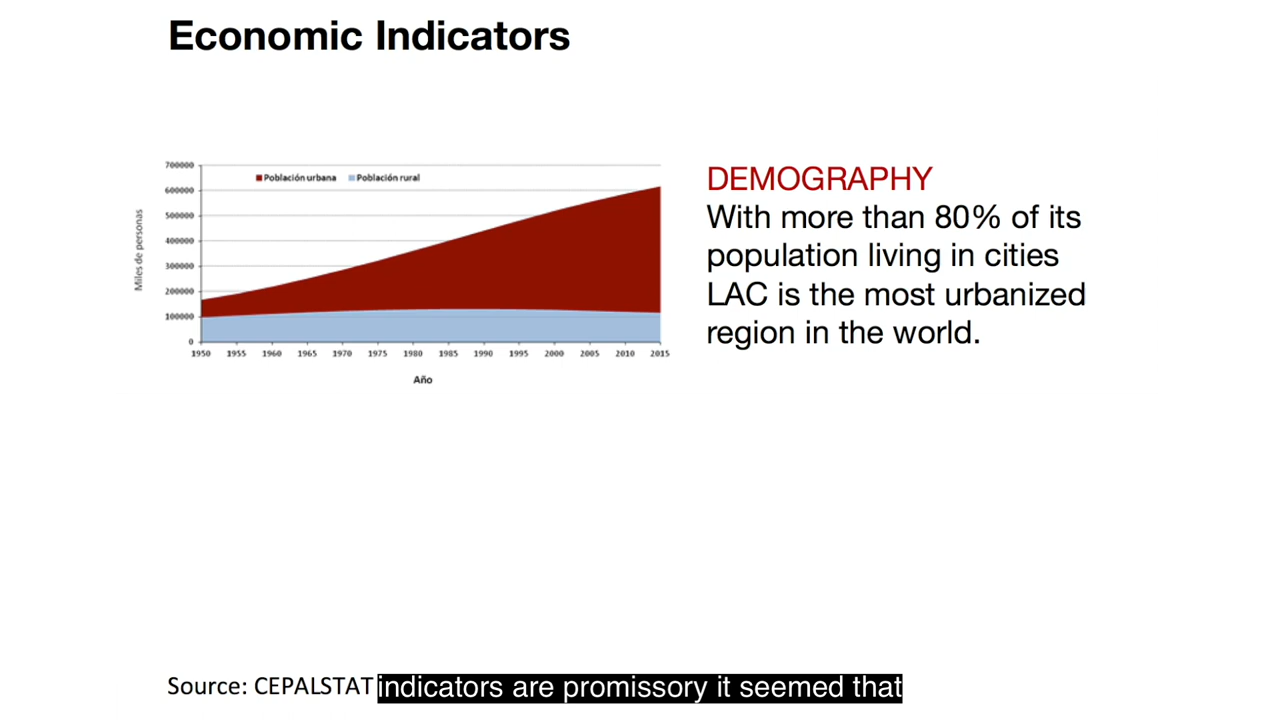 Economic Indicators
700000
600000
500000
400000
300000
200000
100000
0
Población urbana
Población rural
Miles de personas
1950 1955 1960 1965 1970 1975 1980 1985 1990 1995 2000 2005 2010 2015
Año
DEMOGRAPHY
With more than 80% of its
population living in cities
LAC is the most urbanized
region in the world.
Source: CEPALSTAT
indicators are promissory it seemed that